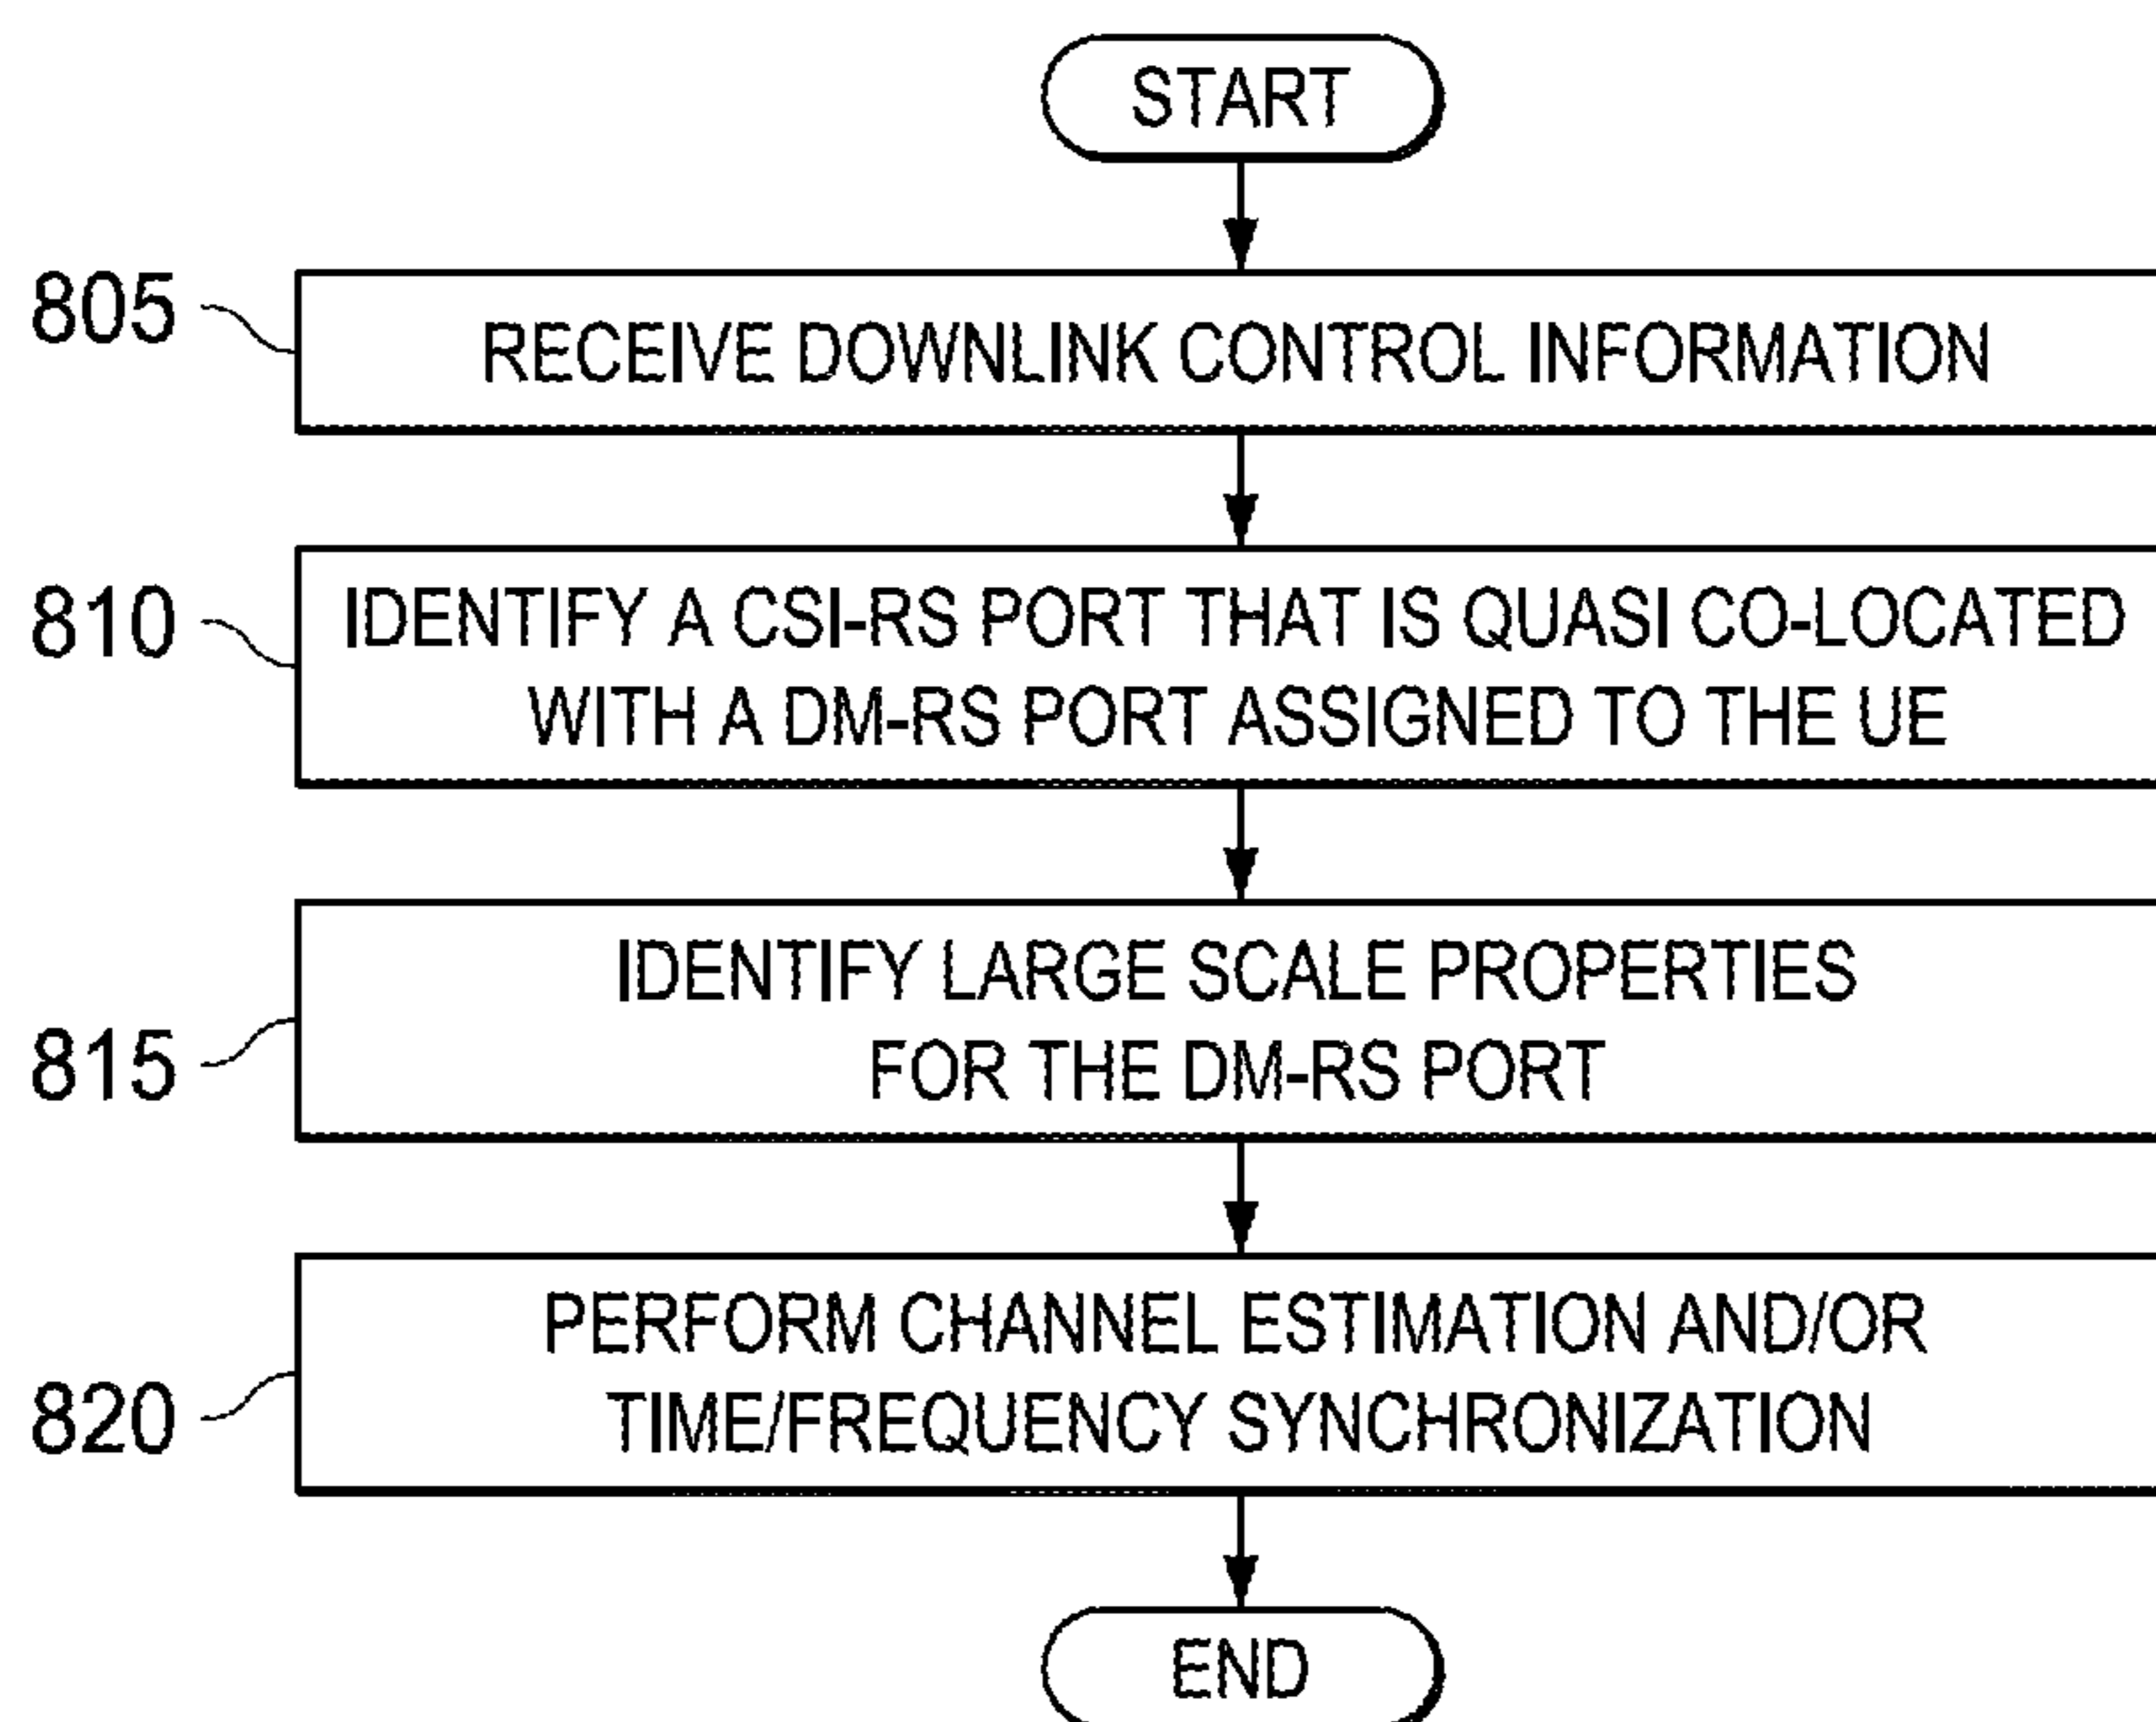 START
805
RECEIVE DOWNLINK CONTROL INFORMATION
810
IDENTIFY A CSI-RS PORT THAT IS QUASI CO-LOCATED
WITH A DM-RS PORT ASSIGNED TO THE UE
IDENTIFY LARGE SCALE PROPERTIES
FOR THE DM-RS PORT
815
PERFORM CHANNEL ESTIMATION AND/OR
TIME/FREQUENCY SYNCHRONIZATION
820
END